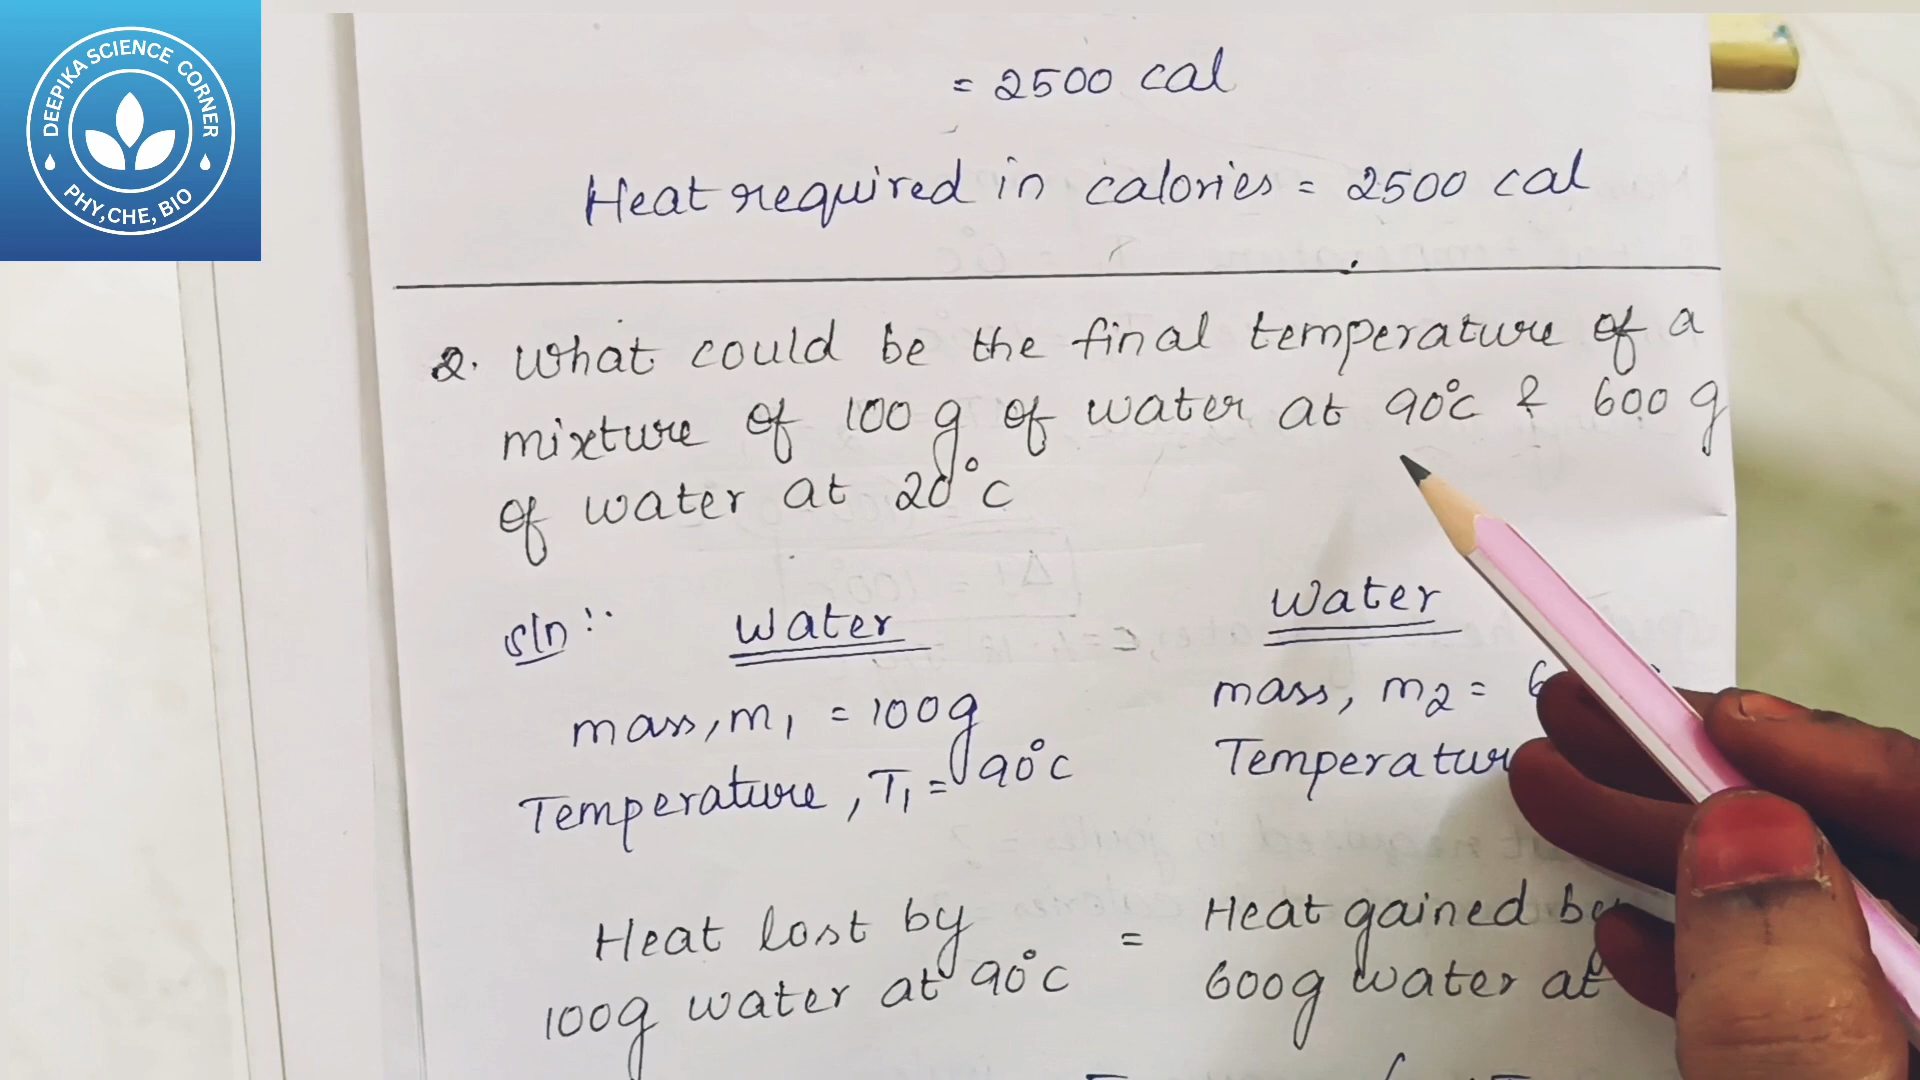 DEEPIKA SCIENCE CORNER
PHY,CHE, BIO
= 2500 cal
Heat required in calories = 2500 cal
2. What could be the final temperature of a
mixture of 100 g of water at 90°c & 600 g
of water at 20°c
Sln :-
Water
Water
mass, m1 = 100g
mass, m2 = 6
Temperature, T1 = 90°c
Temperature
Heat lost by
= Heat gained by
100g water at 90°c
600g water at